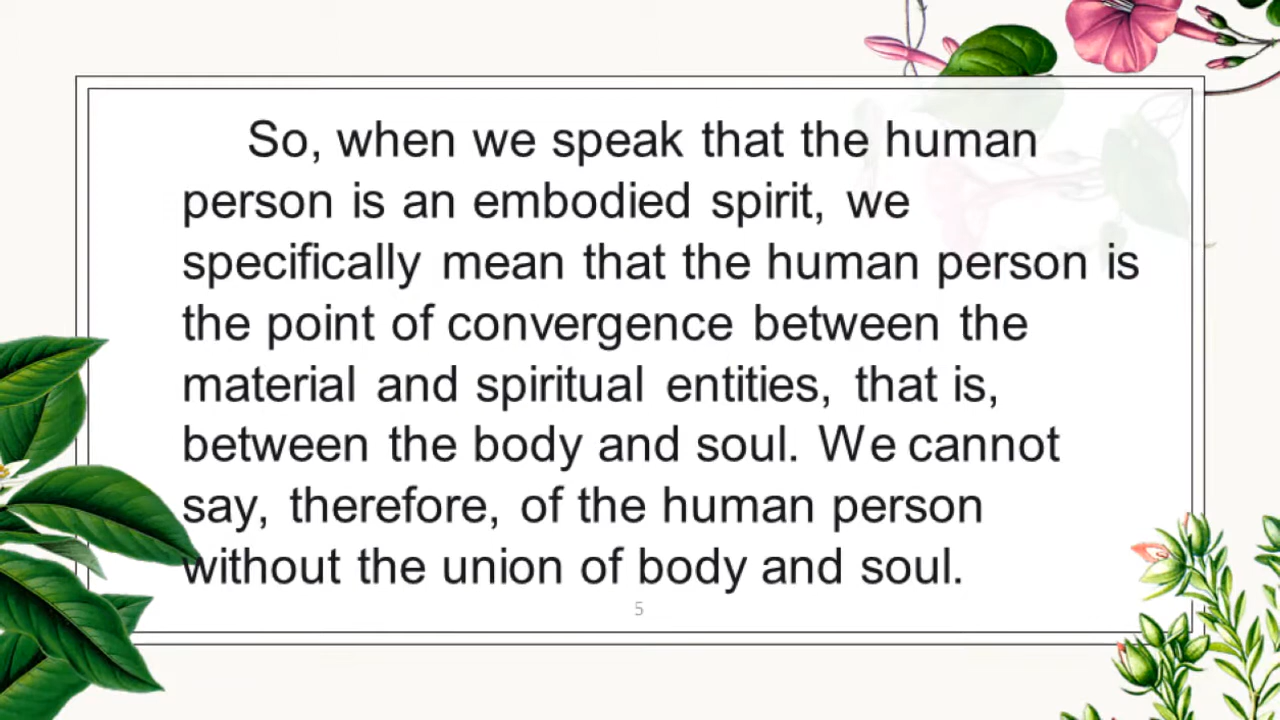 So, when we speak that the human
person is an embodied spirit, we
specifically mean that the human person is
the point of convergence between the
material and spiritual entities, that is,
between the body and soul. We cannot
say, therefore, of the human person
without the union of body and soul.
5